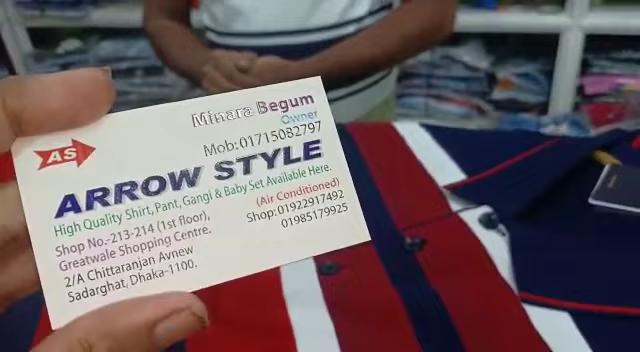 Minara Begum
Owner
Mob:01715082797
AS
ARROW STYLE
High Quality Shirt, Pant, Gangi & Baby Set Available Here.
(Air Conditioned)
Shop No.-213-214 (1st floor),
Greatwale Shopping Centre.
2/A Chittaranjan Avnew
Sadarghat, Dhaka-1100.
Shop:01922917492
01985179925